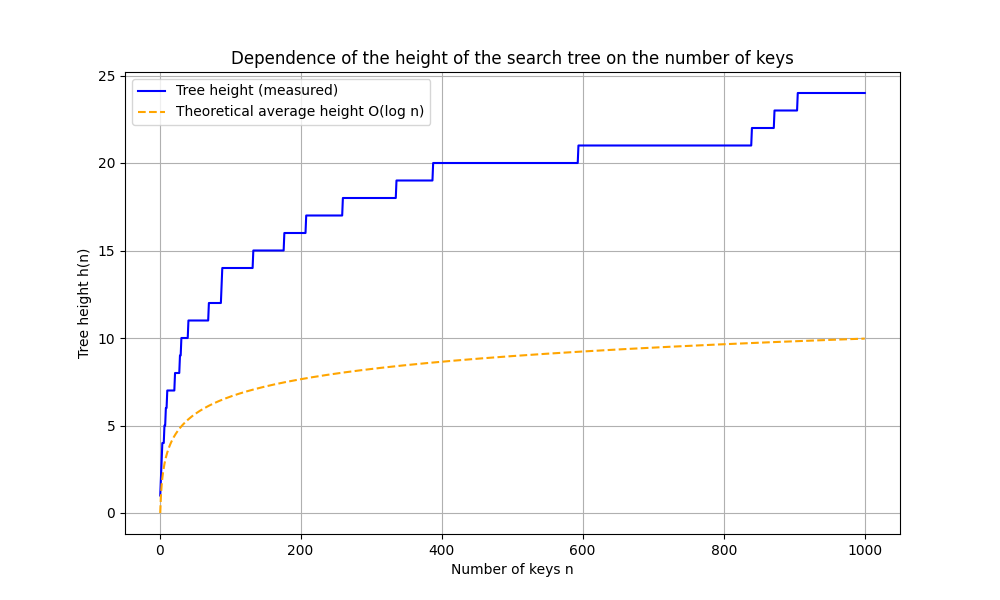 Dependence of the height of the search tree on the number of keys
Tree height (measured)
Theoretical average height O(log n)
Tree height h(n)
25
20
15
10
5
0
0 200 400 600 800 1000
Number of keys n